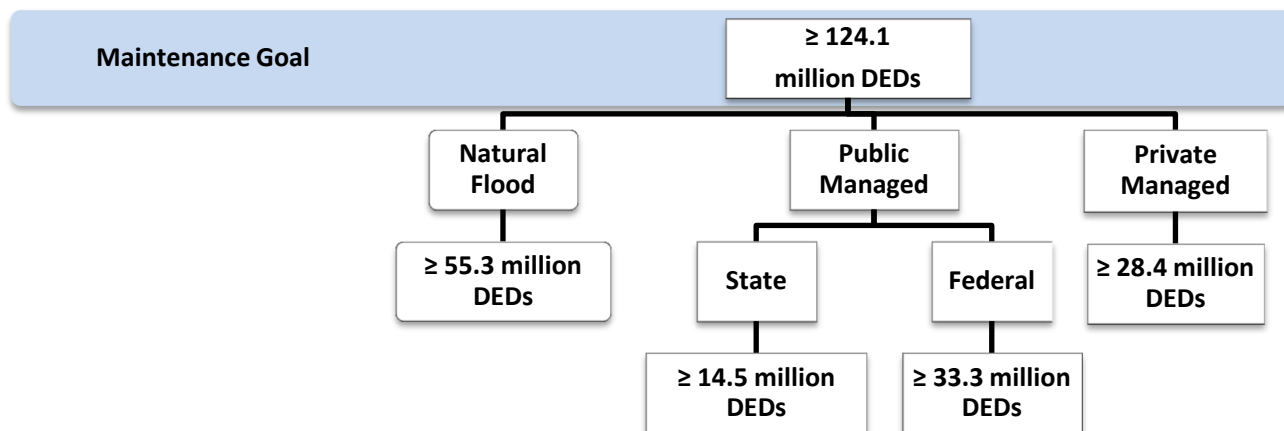 Maintenance Goal
≥ 124.1
million DEDs
Natural
Flood
Public
Managed
Private
Managed
≥ 55.3 million
DEDs
State
Federal
≥ 28.4 million
DEDs
≥ 14.5 million
DEDs
≥ 33.3 million
DEDs